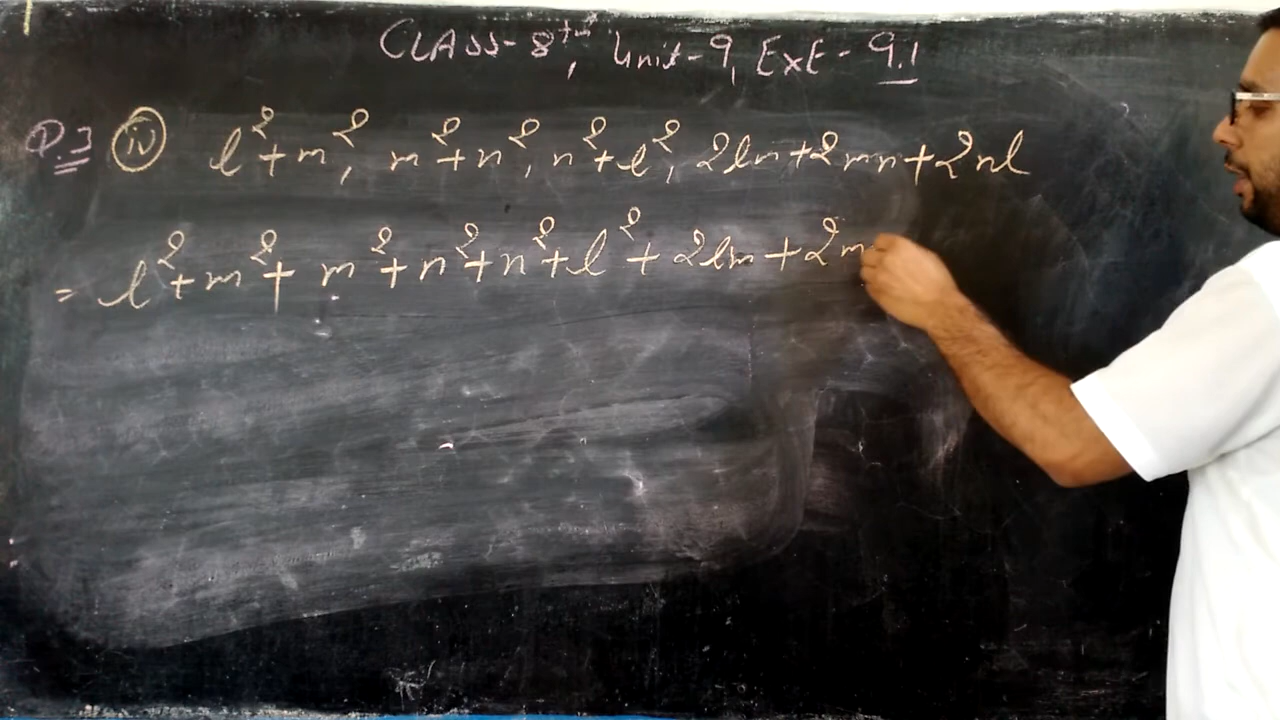 CLASS-8th, Unit-9, EXE-9.1
Q.3 (iv) l²+m², m²+n², n²+l², 2lm+2mn+2nl
= l²+m²+m²+n²+n²+l²+2lm+2m